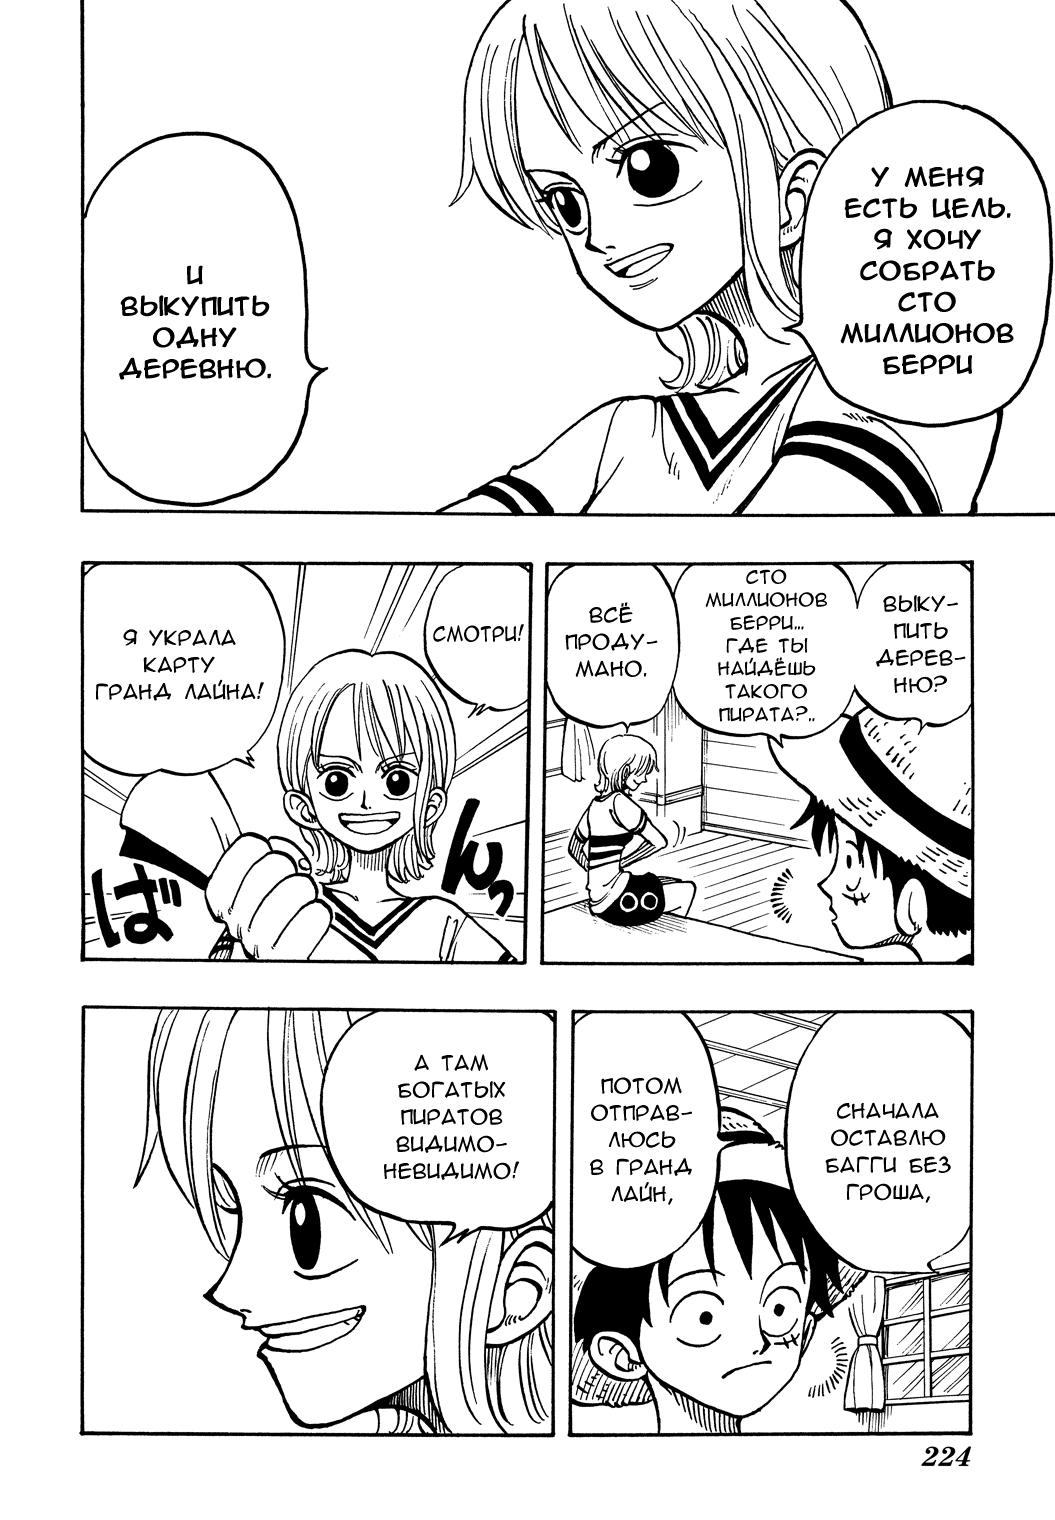 У МЕНЯ
ЕСТЬ ЦЕЛЬ.
Я ХОЧУ
СОБРАТЬ
СТО
МИЛЛИОНОВ
БЕРРИ
И
ВЫКУПИТЬ
ОДНУ
ДЕРЕВНЮ.
ВЫКУ-
ПИТЬ
ДЕРЕВ-
НЮ?
СТО
МИЛЛИОНОВ
БЕРРИ...
ГДЕ ТЫ
НАЙДЁШЬ
ТАКОГО
ПИРАТА?..
ВСЁ
ПРОДУ-
МАНО.
СМОТРИ!
Я УКРАЛА
КАРТУ
ГРАНД ЛАЙНА!
ばんっ
СНАЧАЛА
ОСТАВЛЮ
БАГГИ БЕЗ
ГРОША,
ПОТОМ
ОТПРАВ-
ЛЮСЬ
В ГРАНД
ЛАЙН,
А ТАМ
БОГАТЫХ
ПИРАТОВ
ВИДИМО-
НЕВИДИМО!
224